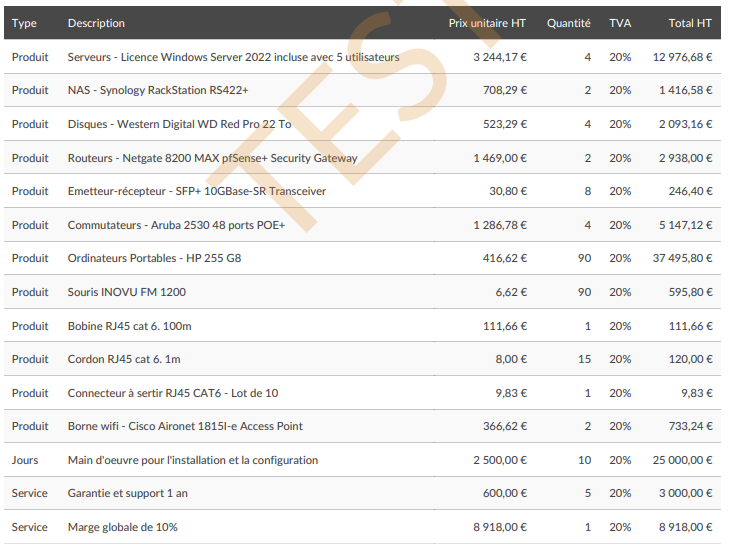 Type Description Prix unitaire HT Quantité TVA Total HT
Produit Serveurs - Licence Windows Server 2022 incluse avec 5 utilisateurs 3 244,17 € 4 20% 12 976,68 €
Produit NAS - Synology RackStation RS422+ 708,29 € 2 20% 1 416,58 €
Produit Disques - Western Digital WD Red Pro 22 To 523,29 € 4 20% 2 093,16 €
Produit Routeurs - Netgate 8200 MAX pfSense+ Security Gateway 1 469,00 € 2 20% 2 938,00 €
Produit Emetteur-récepteur - SFP+ 10GBase-SR Transceiver 30,80 € 8 20% 246,40 €
Produit Commutateurs - Aruba 2530 48 ports POE+ 1 286,78 € 4 20% 5 147,12 €
Produit Ordinateurs Portables - HP 255 G8 416,62 € 90 20% 37 495,80 €
Produit Souris INOVU FM 1200 6,62 € 90 20% 595,80 €
Produit Bobine RJ45 cat 6. 100m 111,66 € 1 20% 111,66 €
Produit Cordon RJ45 cat 6. 1m 8,00 € 15 20% 120,00 €
Produit Connecteur à sertir RJ45 CAT6 - Lot de 10 9,83 € 1 20% 9,83 €
Produit Borne wifi - Cisco Aironet 1815I-e Access Point 366,62 € 2 20% 733,24 €
Jours Main d'oeuvre pour l'installation et la configuration 2 500,00 € 10 20% 25 000,00 €
Service Garantie et support 1 an 600,00 € 5 20% 3 000,00 €
Service Marge globale de 10% 8 918,00 € 1 20% 8 918,00 €
TEST